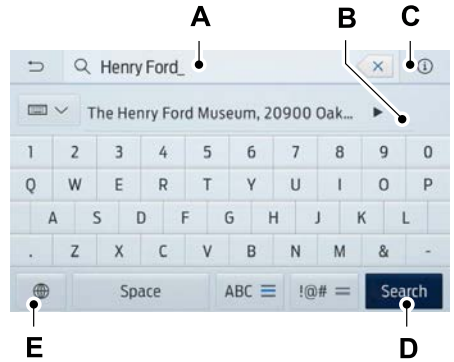 A
B
C
Henry Ford_
The Henry Ford Museum, 20900 Oak...
1 2 3 4 5 6 7 8 9 0
Q W E R T Y U I O P
A S D F G H J K L
. Z X C V B N M & -
Space ABC !@# Search
E
D